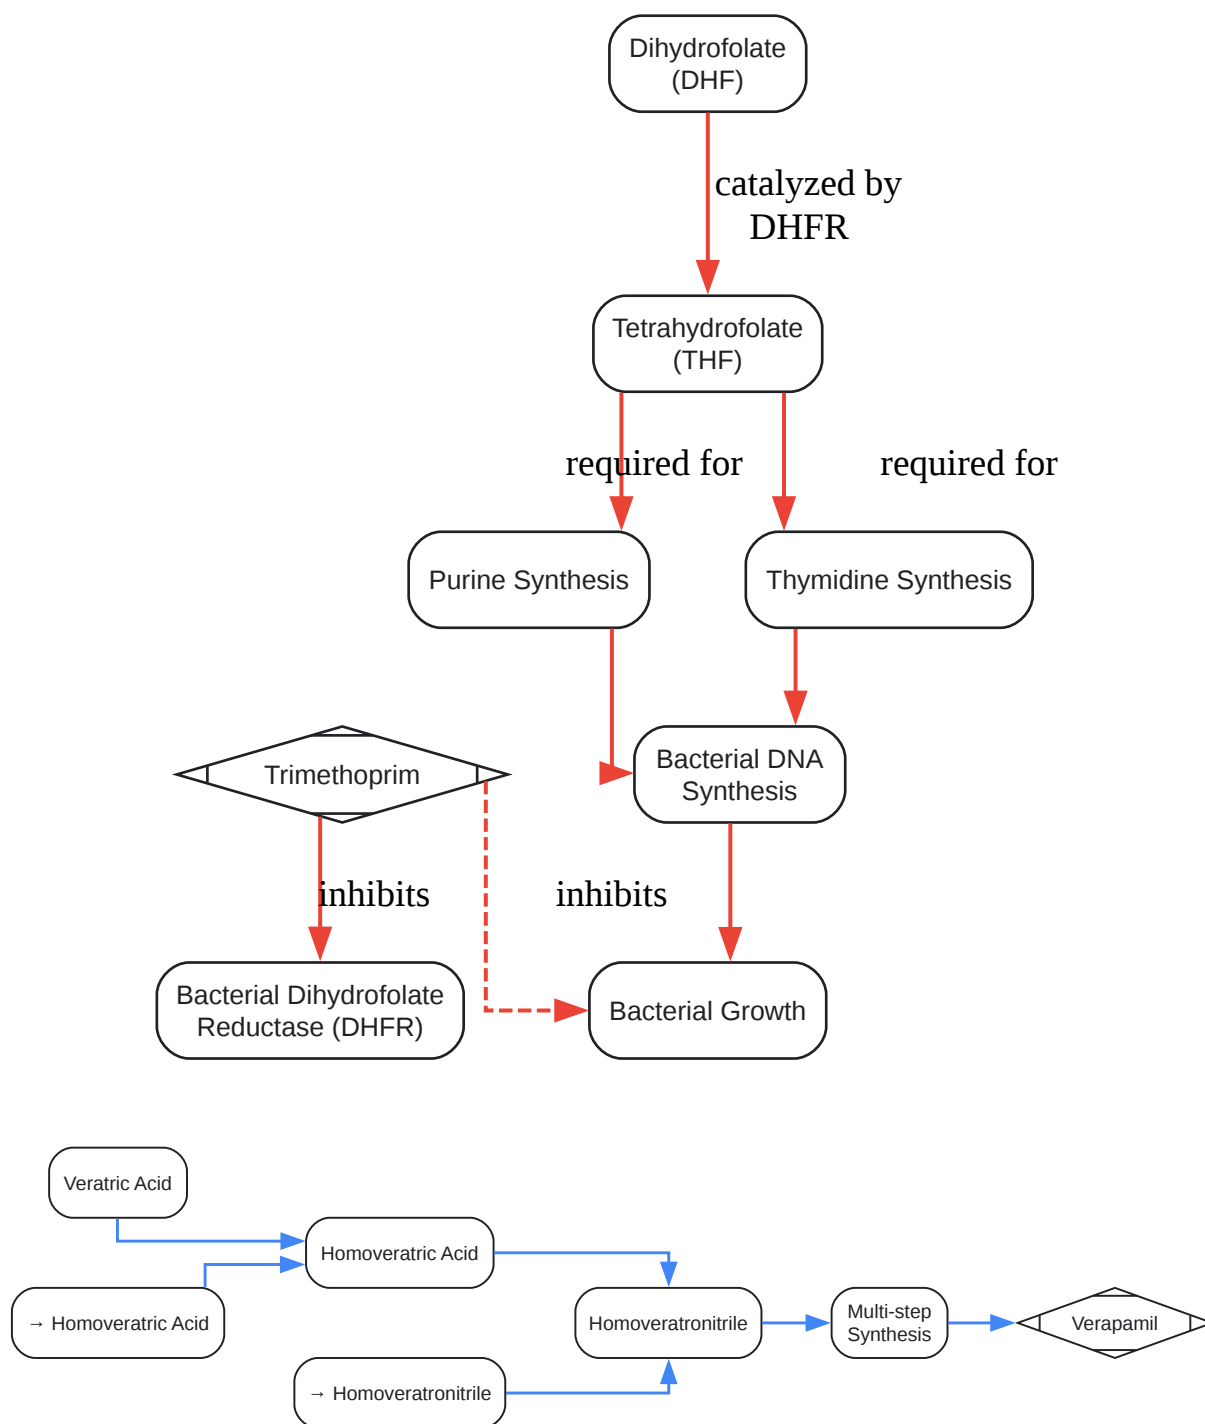 Dihydrofolate
(DHF)
catalyzed by
DHFR
Tetrahydrofolate
(THF)
required for
required for
Purine Synthesis
Thymidine Synthesis
Trimethoprim
Bacterial DNA
Synthesis
inhibits
inhibits
Bacterial Dihydrofolate
Reductase (DHFR)
Bacterial Growth
Veratric Acid
Homoveratric Acid
→ Homoveratric Acid
Homoveratronitrile
Multi-step
Synthesis
Verapamil
→ Homoveratronitrile